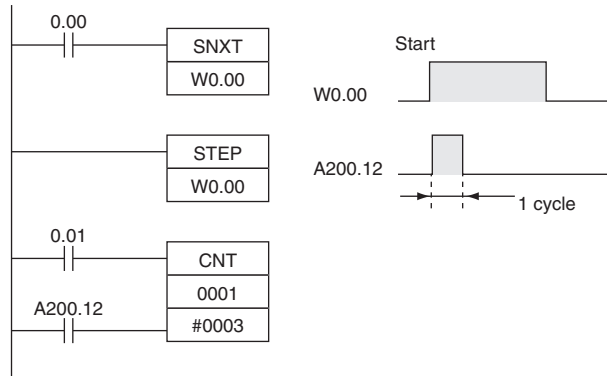 0.00
SNXT
W0.00
STEP
W0.00
0.01
CNT
0001
A200.12
#0003
Start
W0.00
A200.12
1 cycle